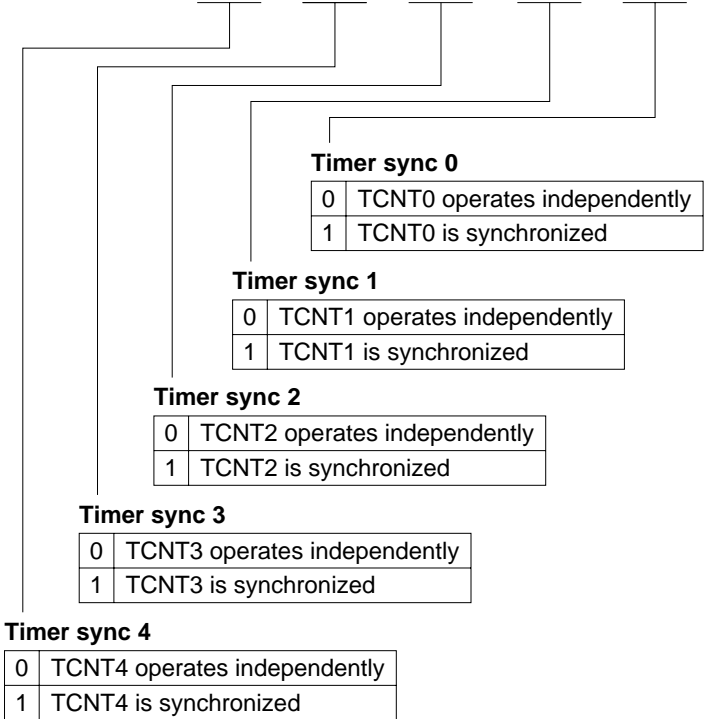 Timer sync 0
0 TCNT0 operates independently
1 TCNT0 is synchronized
Timer sync 1
0 TCNT1 operates independently
1 TCNT1 is synchronized
Timer sync 2
0 TCNT2 operates independently
1 TCNT2 is synchronized
Timer sync 3
0 TCNT3 operates independently
1 TCNT3 is synchronized
Timer sync 4
0 TCNT4 operates independently
1 TCNT4 is synchronized